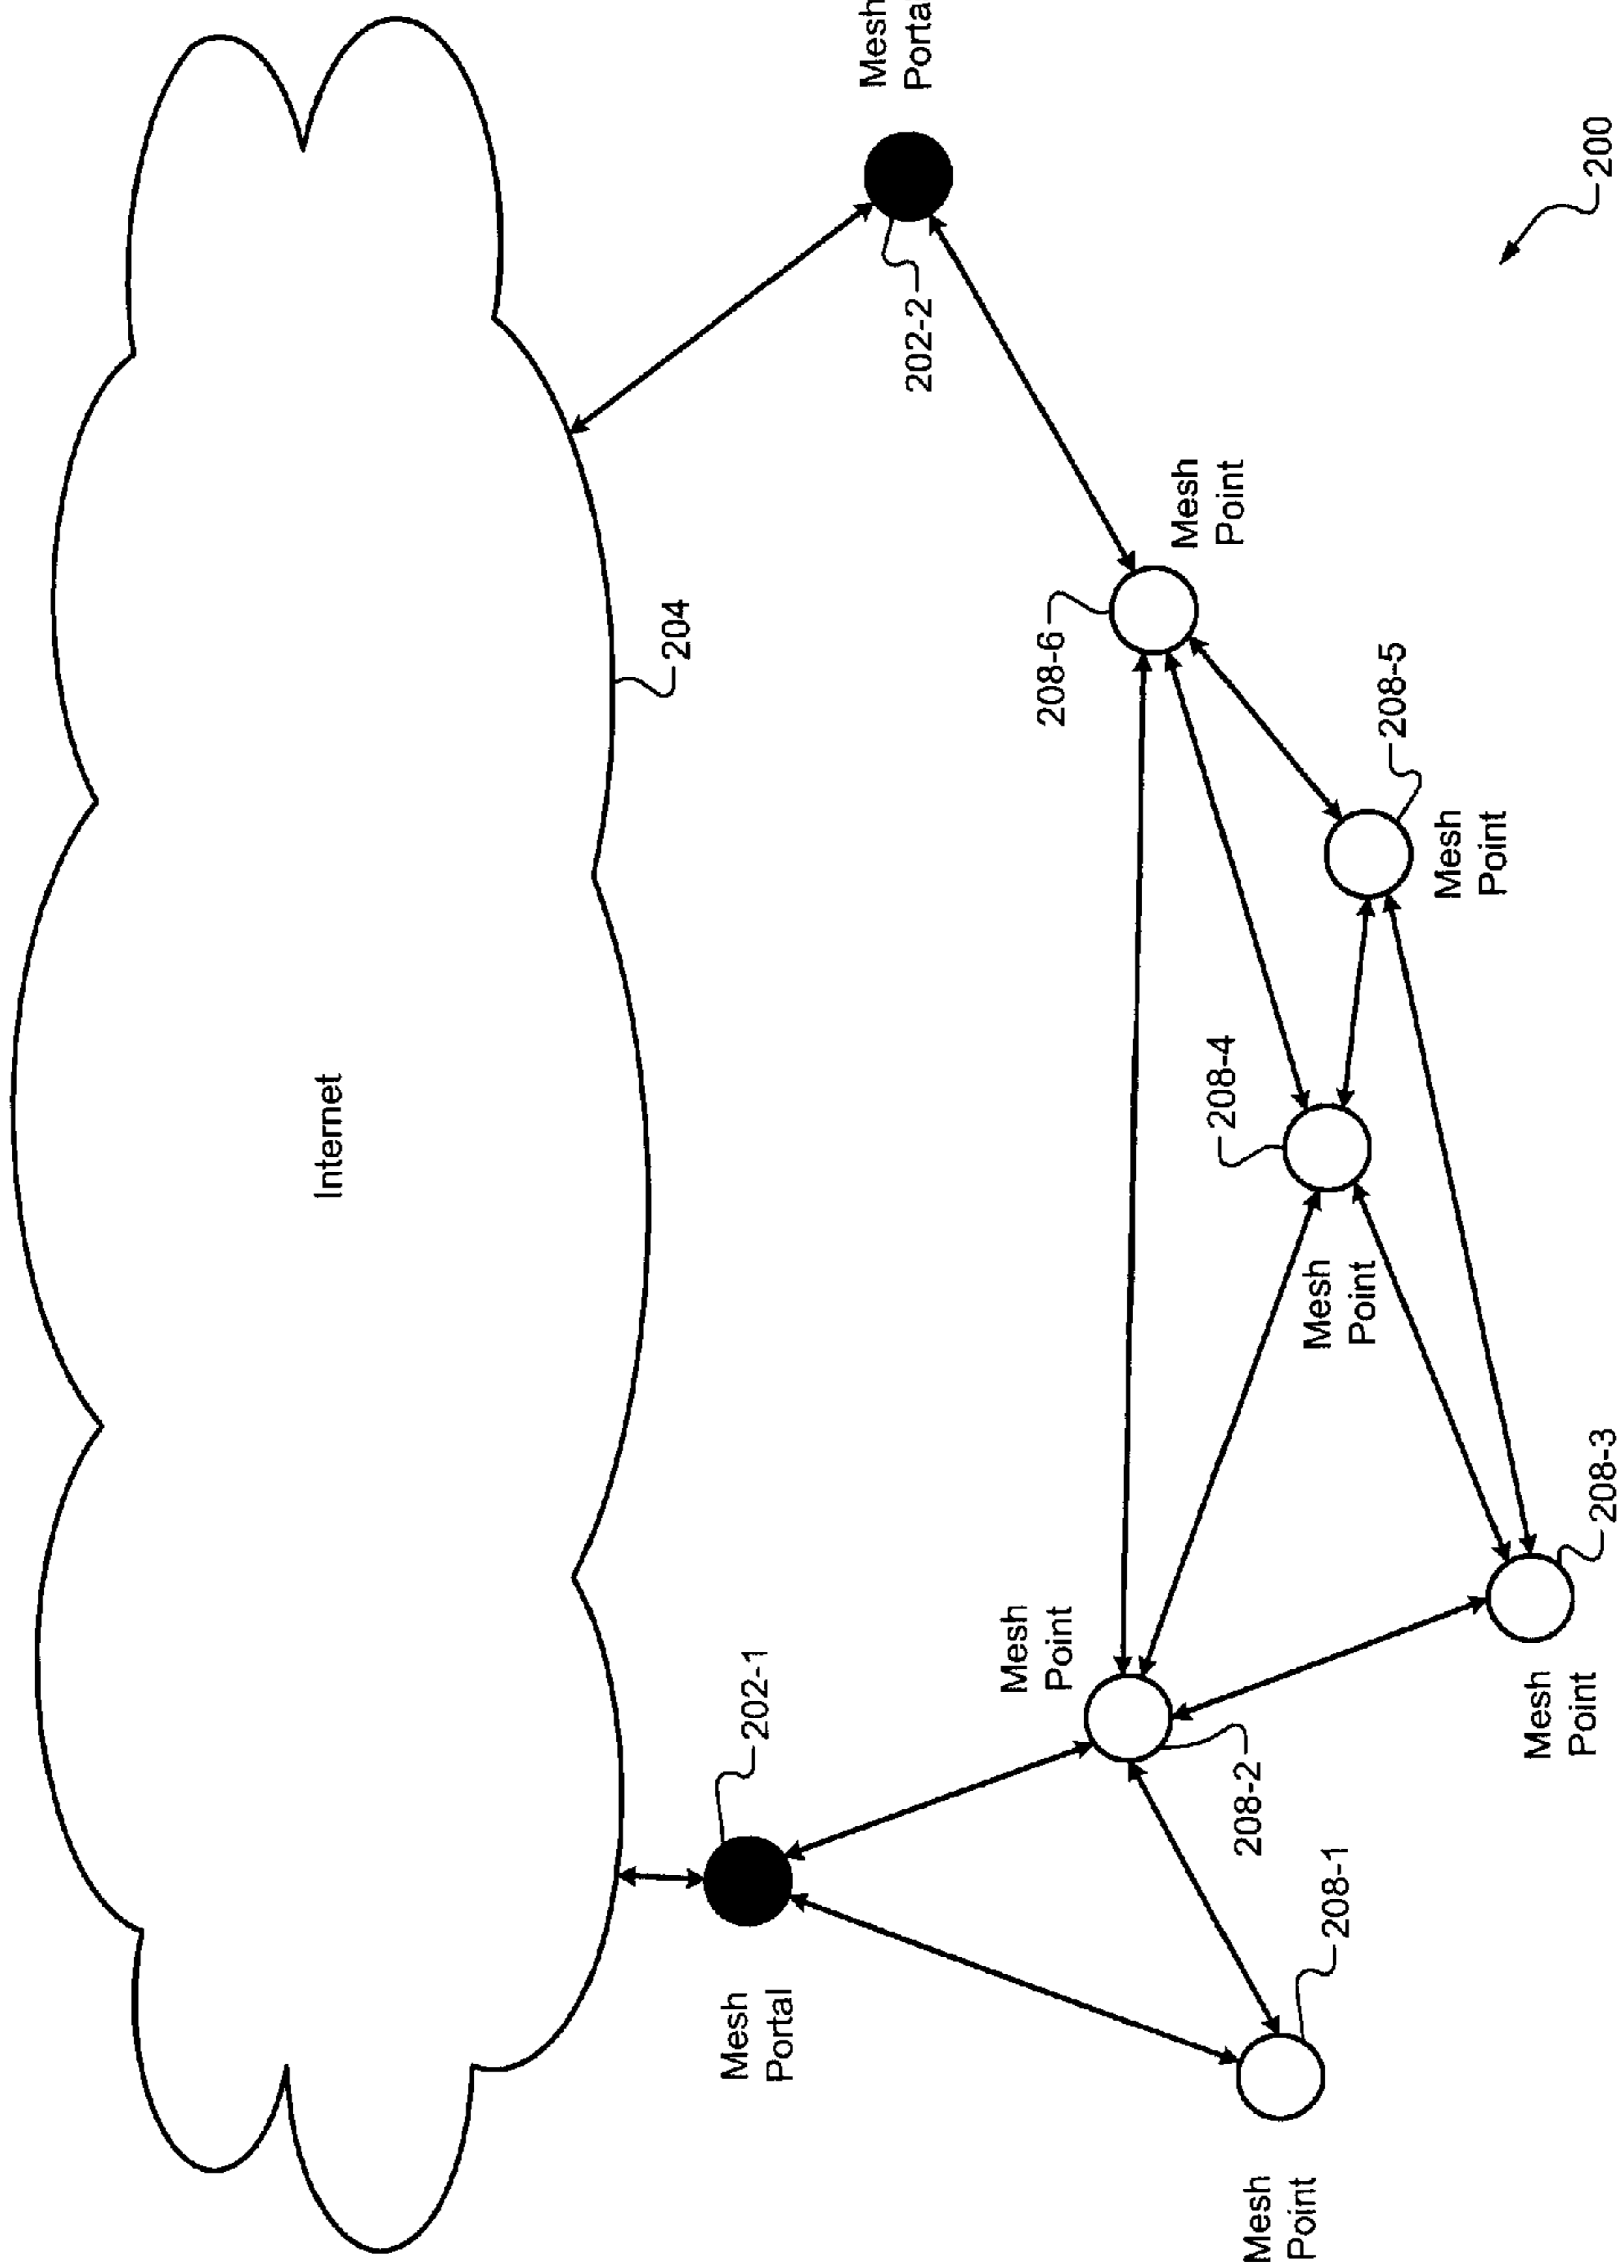 Internet
204
202-1
Mesh
Portal
202-2
Mesh
Portal
Mesh
Point
208-2
208-6
Mesh
Point
208-4
Mesh
Point
208-1
Mesh
Point
208-5
Mesh
Point
208-3
Mesh
Point
200